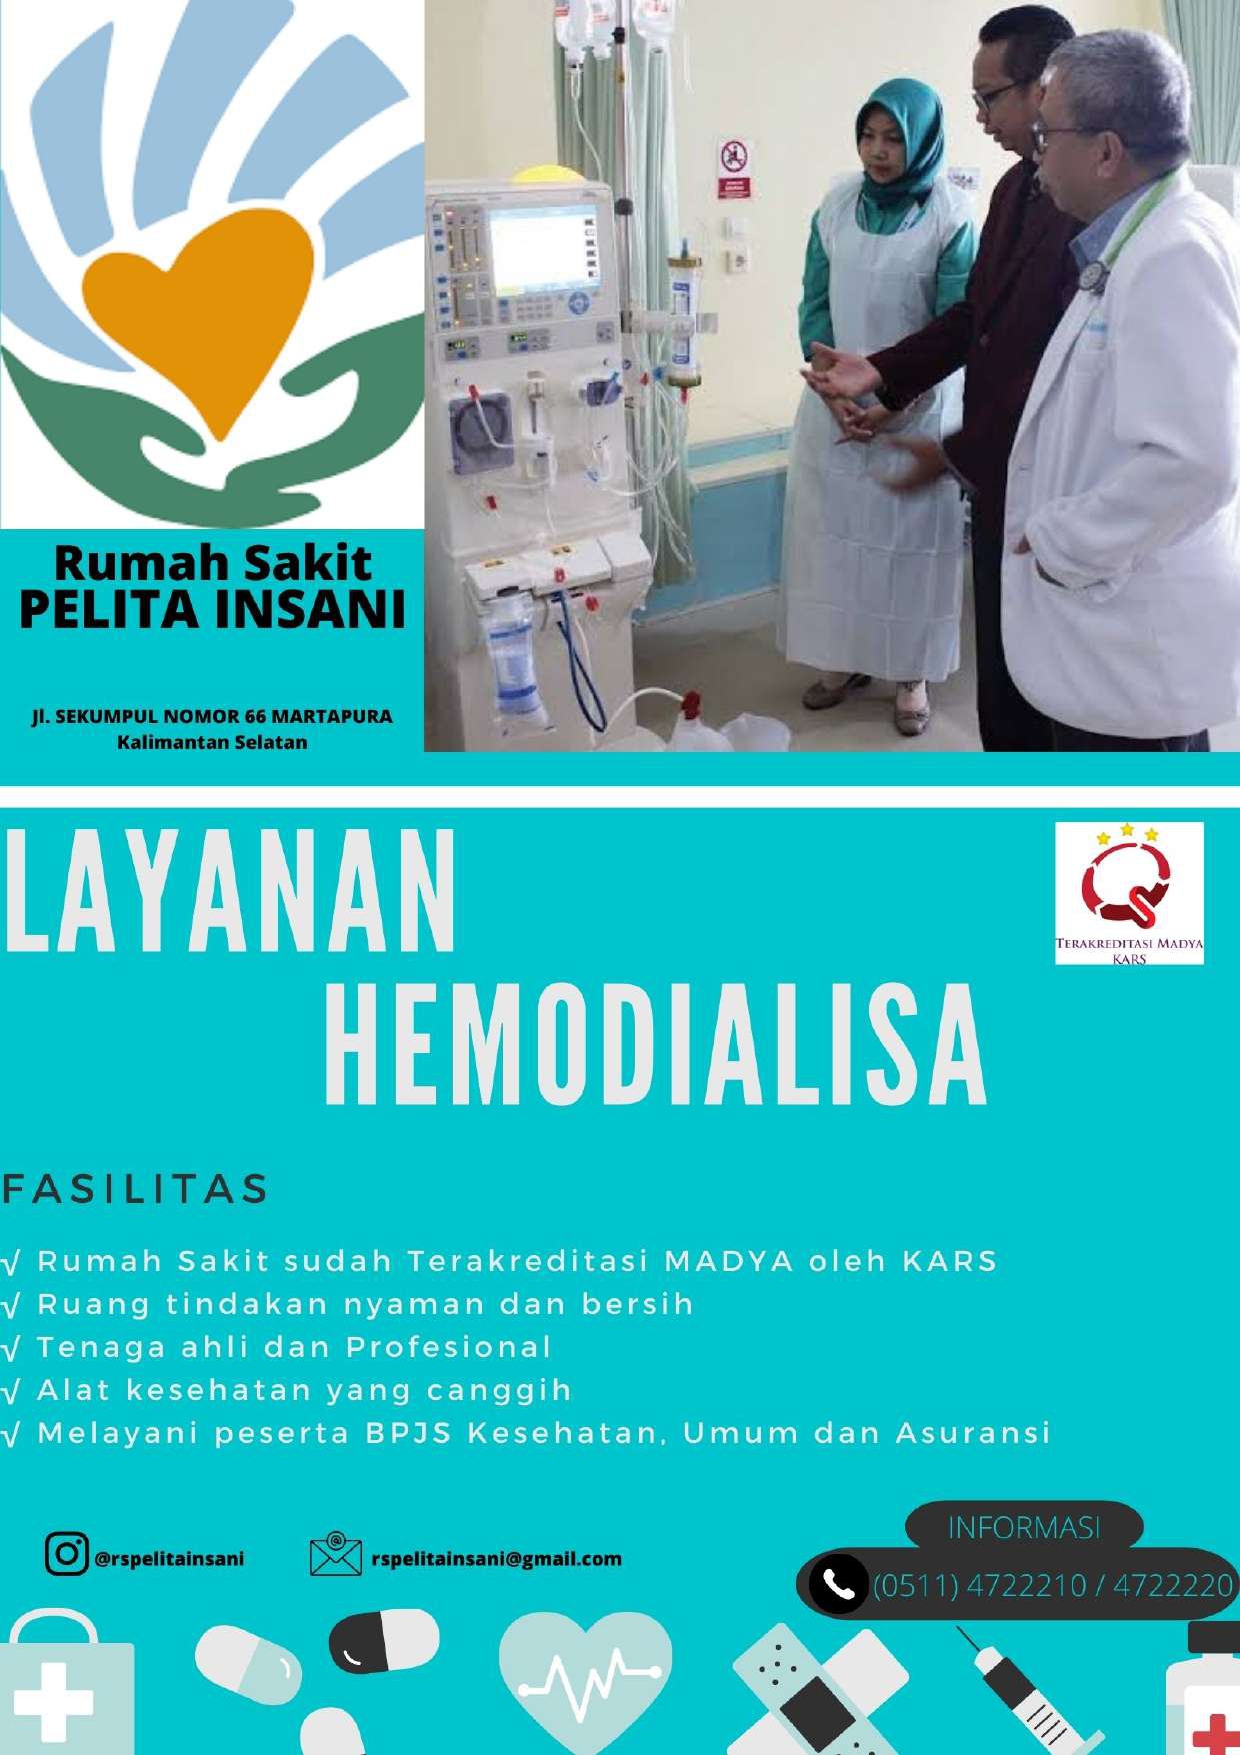 Rumah Sakit
PELITA INSANI
Jl. SEKUMPUL NOMOR 66 MARTAPURA
Kalimantan Selatan
LAYANAN
HEMODIALISA
TERAKREDITASI MADYA
KARS
FASILITAS
√ Rumah Sakit sudah Terakreditasi MADYA oleh KARS
√ Ruang tindakan nyaman dan bersih
√ Tenaga ahli dan Profesional
√ Alat kesehatan yang canggih
√ Melayani peserta BPJS Kesehatan, Umum dan Asuransi
@rspelitainsani
rspelitainsani@gmail.com
INFORMASI
(0511) 4722210 / 4722220